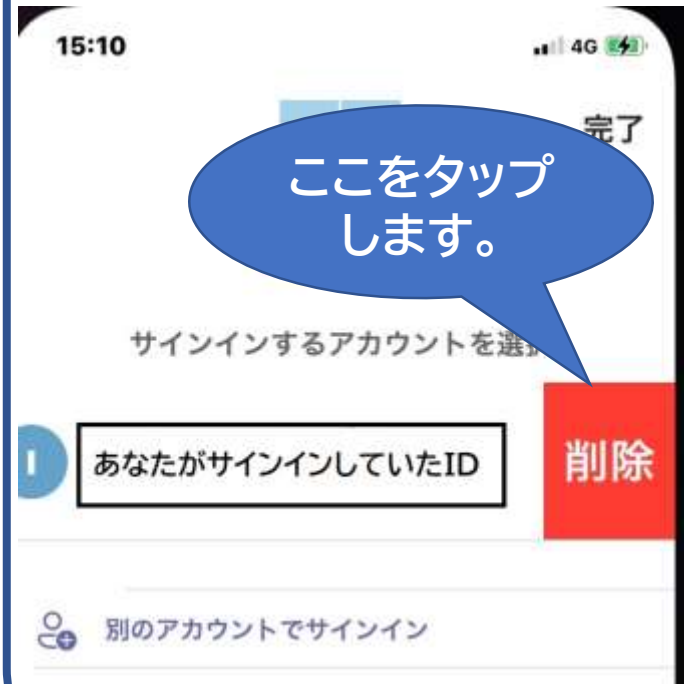 15:10
4G
完了
ここをタップ
します。
サインインするアカウントを選
I
あなたがサインインしていたID
削除
別のアカウントでサインイン